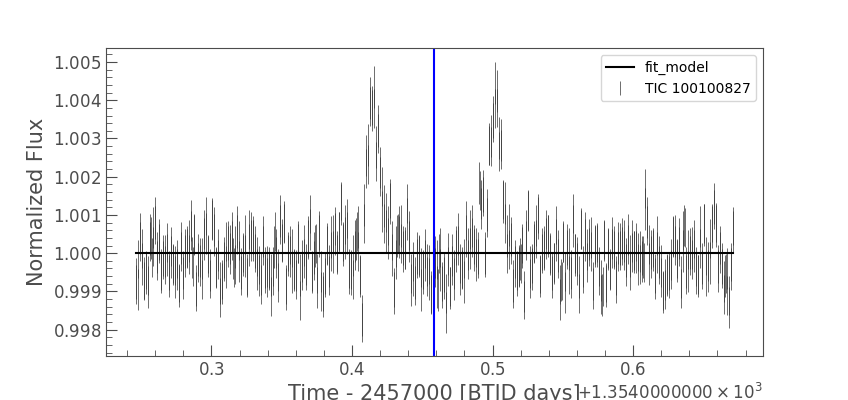 1.005
1.004
1.003
1.002
1.001
1.000
0.999
0.998
Normalized Flux
fit_model
TIC 100100827
0.3 0.4 0.5 0.6
Time - 2457000 [BTJD days]
+1.3540000000 × 10³